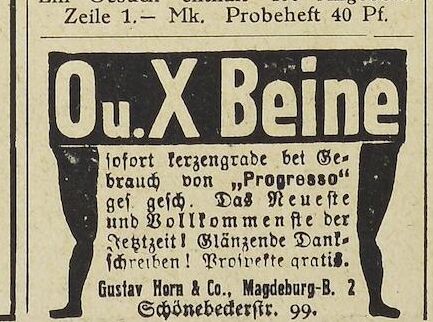 Zeile 1.— Mk. Probeheft 40 Pf.
O u. X Beine
sofort kerzengrade bei Ge-
brauch von „Progresso“
ges. gesch. Das Neueste
und Vollkommenste der
Jetztzeit! Glänzende Dank-
schreiben! Prospekte gratis.
Gustav Horn & Co., Magdeburg-B. 2
Schönebeckerstr. 99.